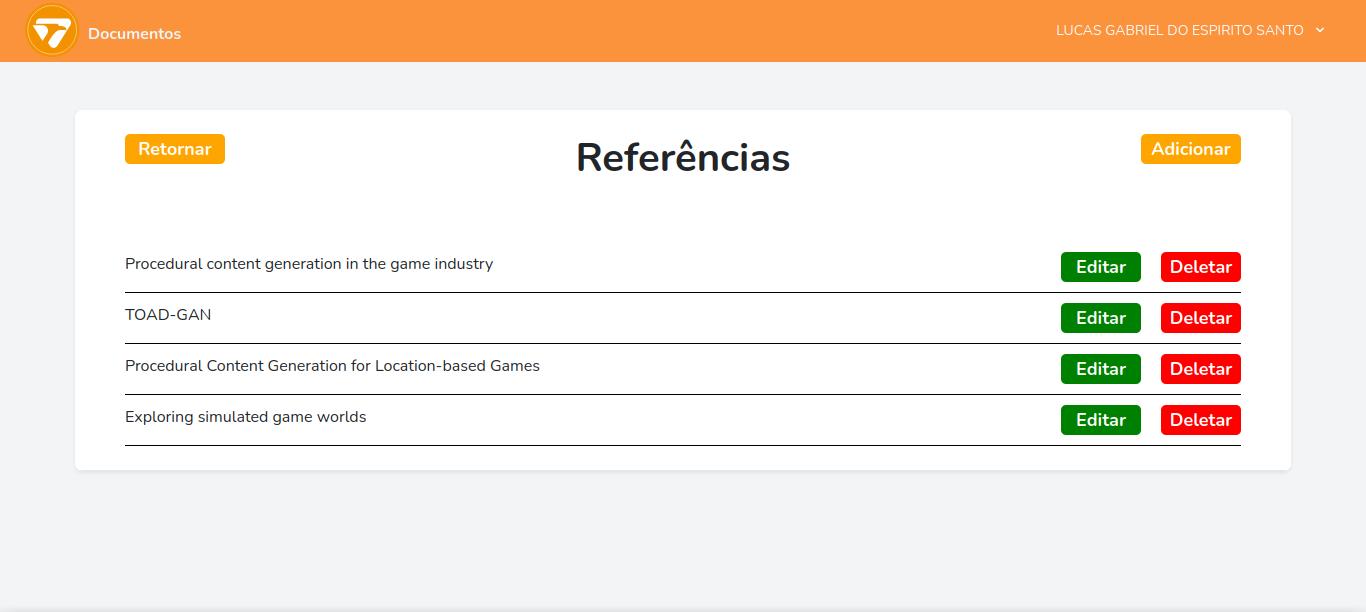 Documentos
LUCAS GABRIEL DO ESPIRITO SANTO
Retornar
Referências
Adicionar
Procedural content generation in the game industry
Editar
Deletar
TOAD-GAN
Editar
Deletar
Procedural Content Generation for Location-based Games
Editar
Deletar
Exploring simulated game worlds
Editar
Deletar